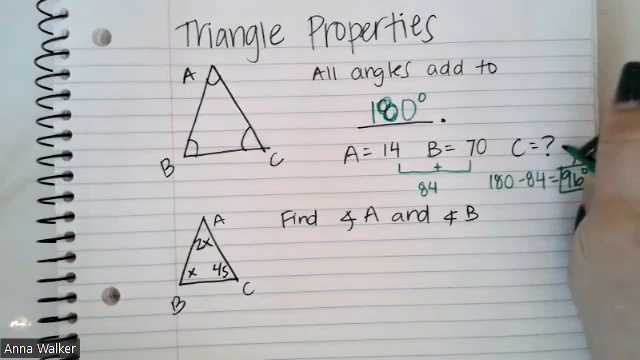 Triangle Properties
A
B
C
All angles add to
180°.
A = 14 B = 70 C = ?
+
84
180-84=96°
A
2x
x 45
B
C
Find ∡ A and ∡ B
Anna Walker